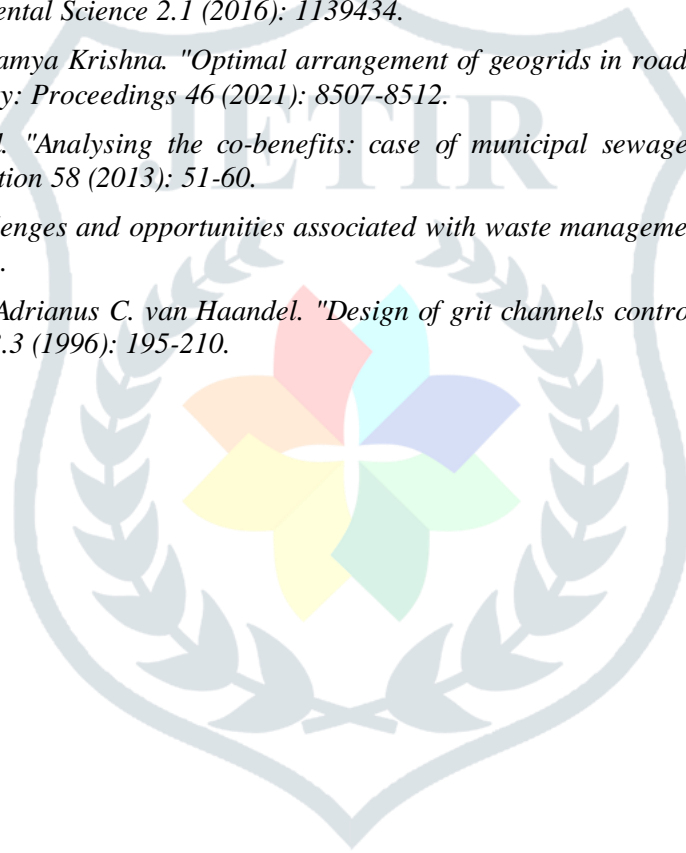 ental Science 2.1 (2016): 1139434.
amya Krishna. "Optimal arrangement of geogrids in road
y: Proceedings 46 (2021): 8507-8512.
l. "Analysing the co-benefits: case of municipal sewage
tion 58 (2013): 51-60.
lenges and opportunities associated with waste manageme
.
Adrianus C. van Haandel. "Design of grit channels contro
.3 (1996): 195-210.
JETIR